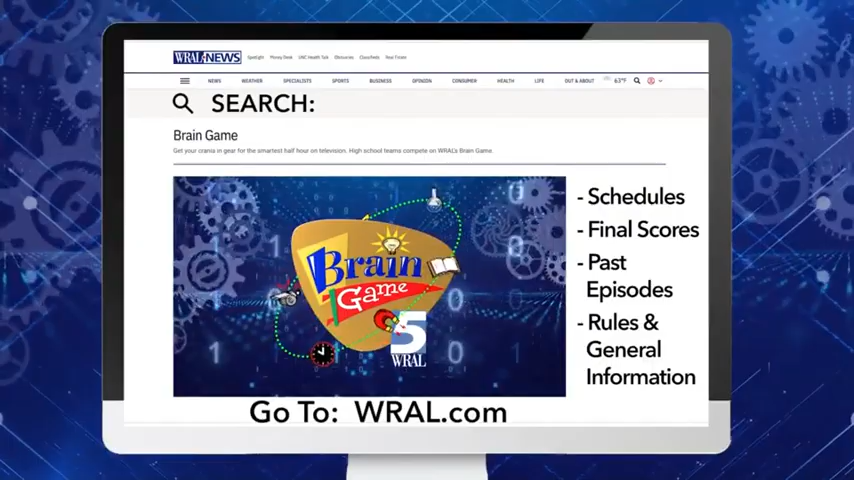 WRAL NEWS Spotlight Money Desk UNC Health Talk Obituaries Classifieds Real Estate
NEWS WEATHER SPECIALISTS SPORTS BUSINESS OPINION CONSUMER HEALTH LIFE OUT & ABOUT 63°F
SEARCH:
Brain Game
Get your crania in gear for the smartest half hour on television. High school teams compete on WRAL's Brain Game.
Brain
Game
5
WRAL
- Schedules
- Final Scores
- Past
Episodes
- Rules &
General
Information
Go To: WRAL.com